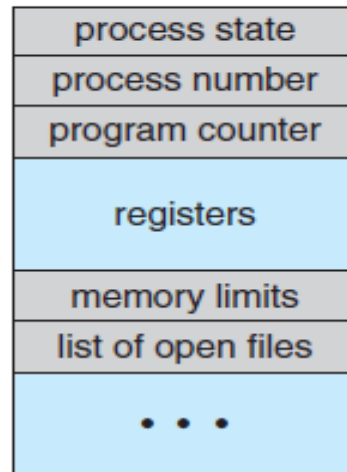 process state
process number
program counter
registers
memory limits
list of open files
• • •